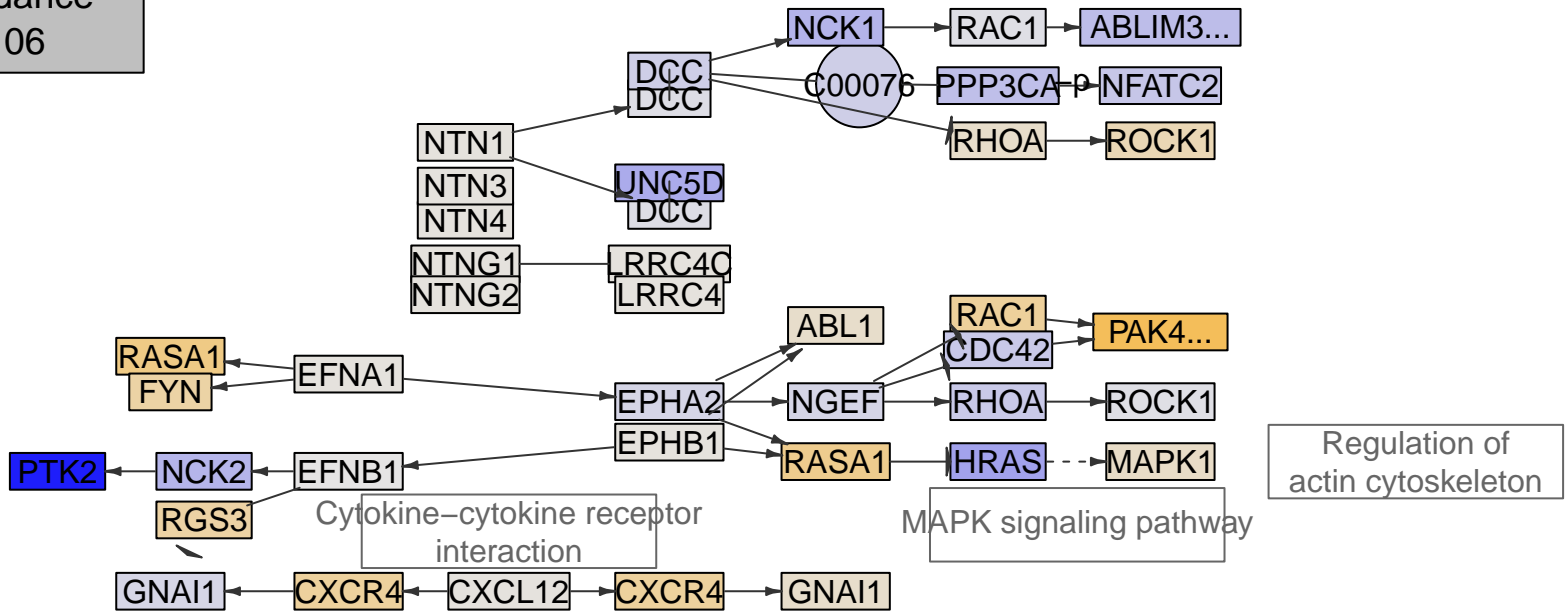 06
NCK1
RAC1
ABLIM3...
DCC
DCC
C00076
PPP3CA
p
NFATC2
NTN1
RHOA
ROCK1
NTN3
UNC5D
NTN4
DCC
NTNG1
LRRC4C
NTNG2
LRRC4
ABL1
RAC1
PAK4...
RASA1
CDC42
EFNA1
FYN
EPHA2
NGEF
RHOA
ROCK1
EPHB1
PTK2
NCK2
EFNB1
RASA1
HRAS
MAPK1
Regulation of
actin cytoskeleton
RGS3
Cytokine–cytokine receptor
interaction
MAPK signaling pathway
GNAI1
CXCR4
CXCL12
CXCR4
GNAI1